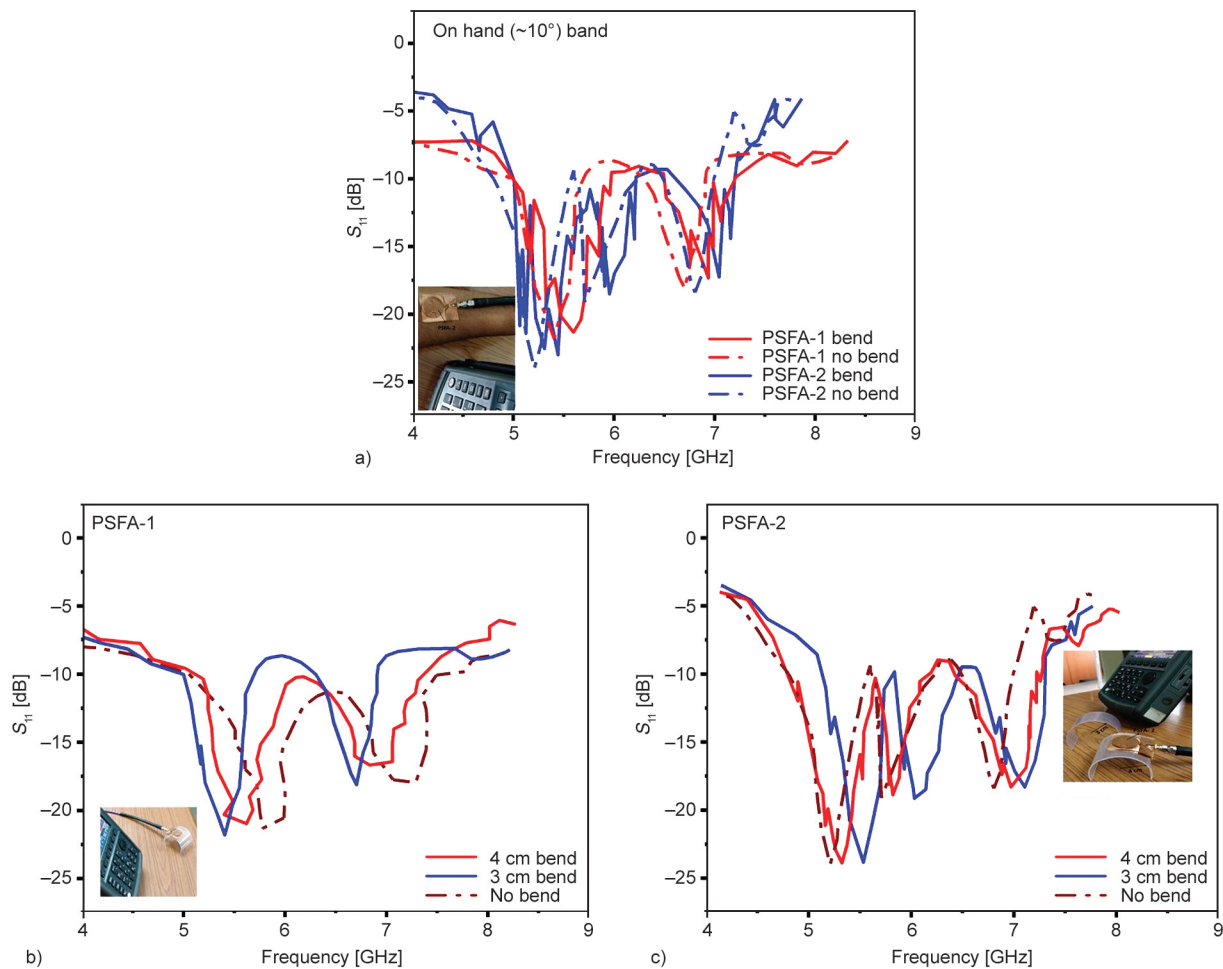 On hand (~10°) band
0
–5
–10
–15
–20
–25
S11 [dB]
PSFA-1 bend
PSFA-1 no bend
PSFA-2 bend
PSFA-2 no bend
4 5 6 7 8 9
a) Frequency [GHz]
PSFA-1
0
–5
–10
–15
–20
–25
S11 [dB]
4 cm bend
3 cm bend
No bend
4 5 6 7 8 9
b) Frequency [GHz]
PSFA-2
0
–5
–10
–15
–20
–25
S11 [dB]
4 cm bend
3 cm bend
No bend
4 5 6 7 8 9
c) Frequency [GHz]